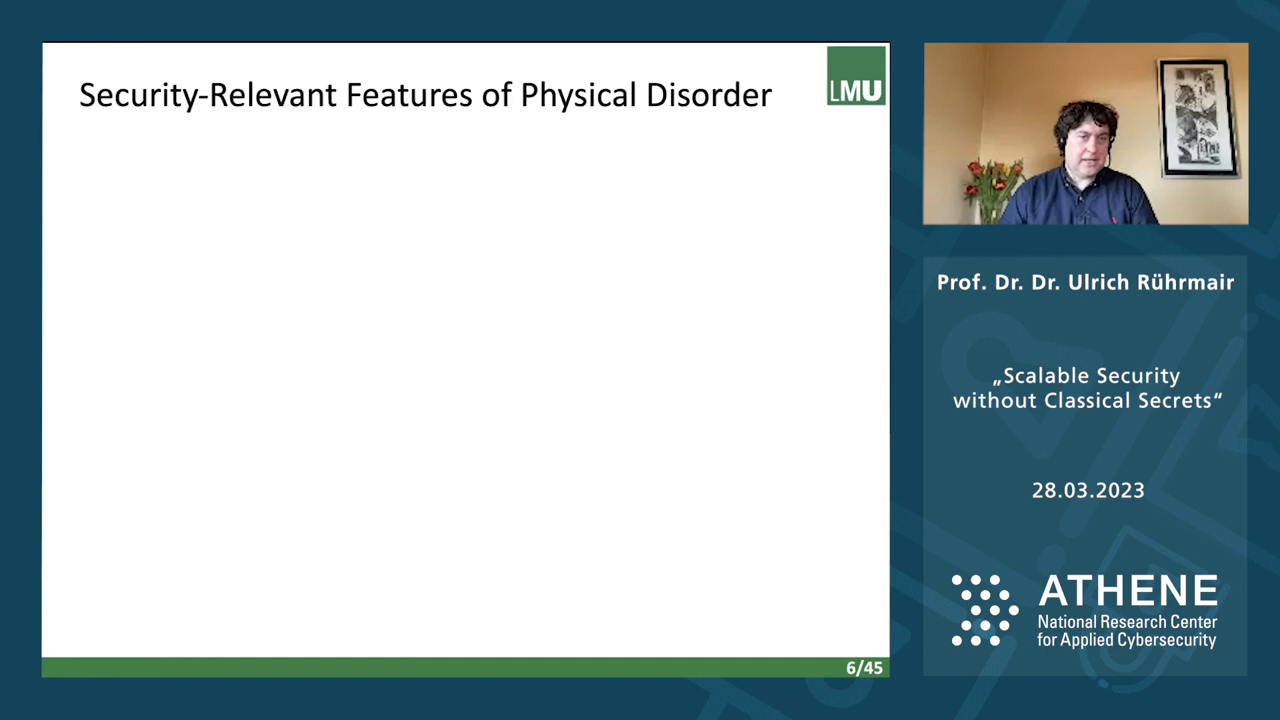 Security-Relevant Features of Physical Disorder
LMU
6/45
Prof. Dr. Dr. Ulrich Rührmair
„Scalable Security
without Classical Secrets“
28.03.2023
ATHENE
National Research Center
for Applied Cybersecurity